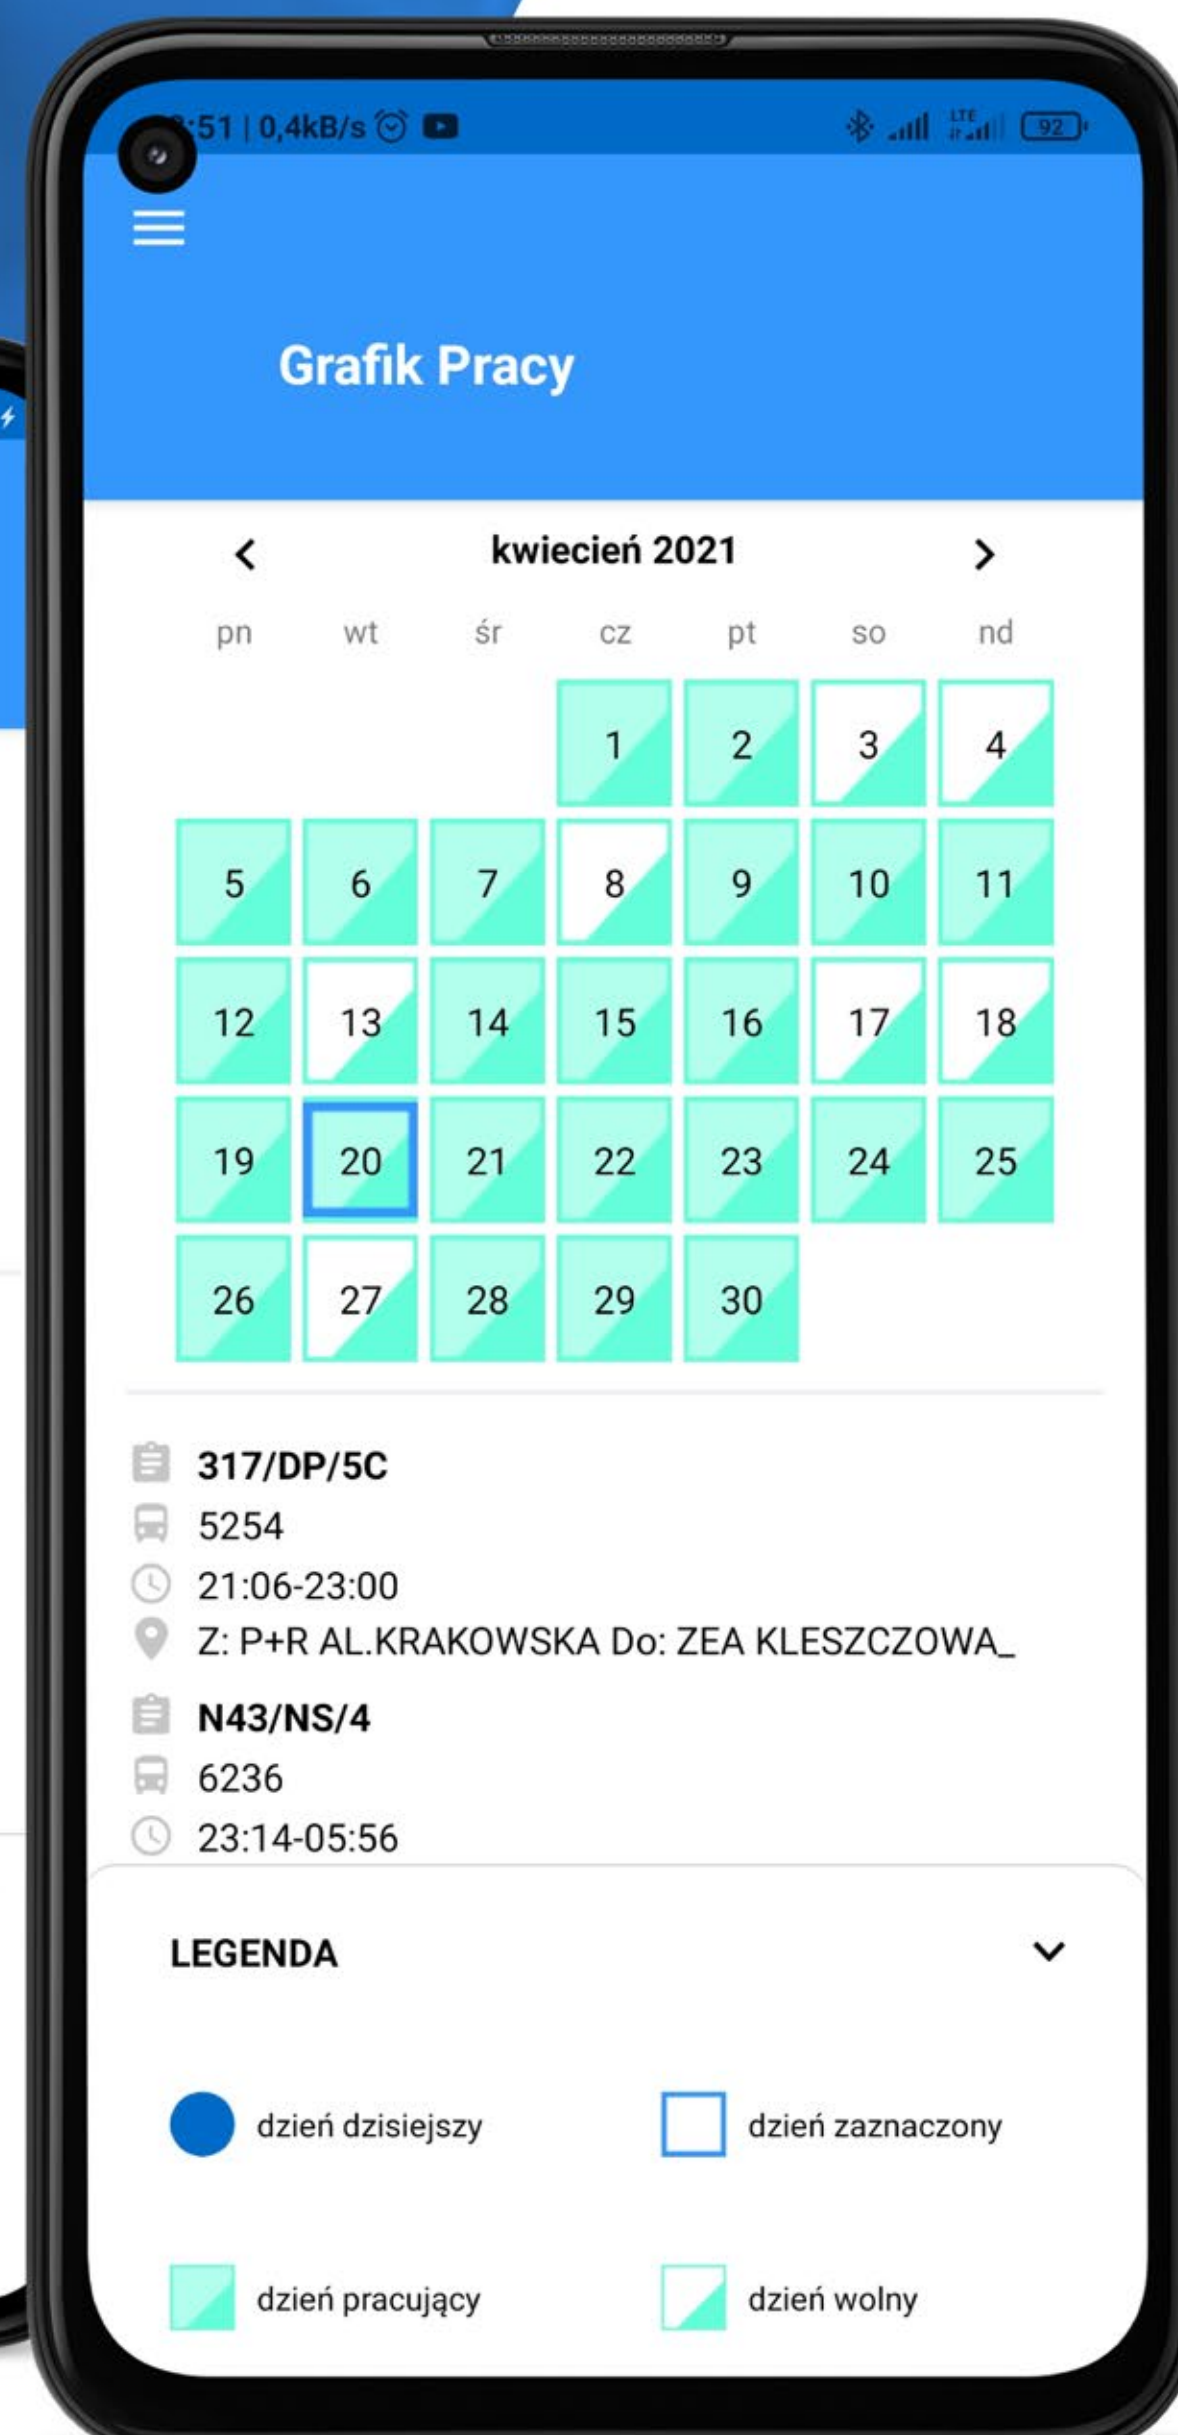 :51 | 0,4kB/s
LTE
92
Grafik Pracy
kwiecień 2021
pn wt śr cz pt so nd
1 2 3 4
5 6 7 8 9 10 11
12 13 14 15 16 17 18
19 20 21 22 23 24 25
26 27 28 29 30
317/DP/5C
5254
21:06-23:00
Z: P+R AL.KRAKOWSKA Do: ZEA KLESZCZOWA_
N43/NS/4
6236
23:14-05:56
LEGENDA
dzień dzisiejszy
dzień zaznaczony
dzień pracujący
dzień wolny